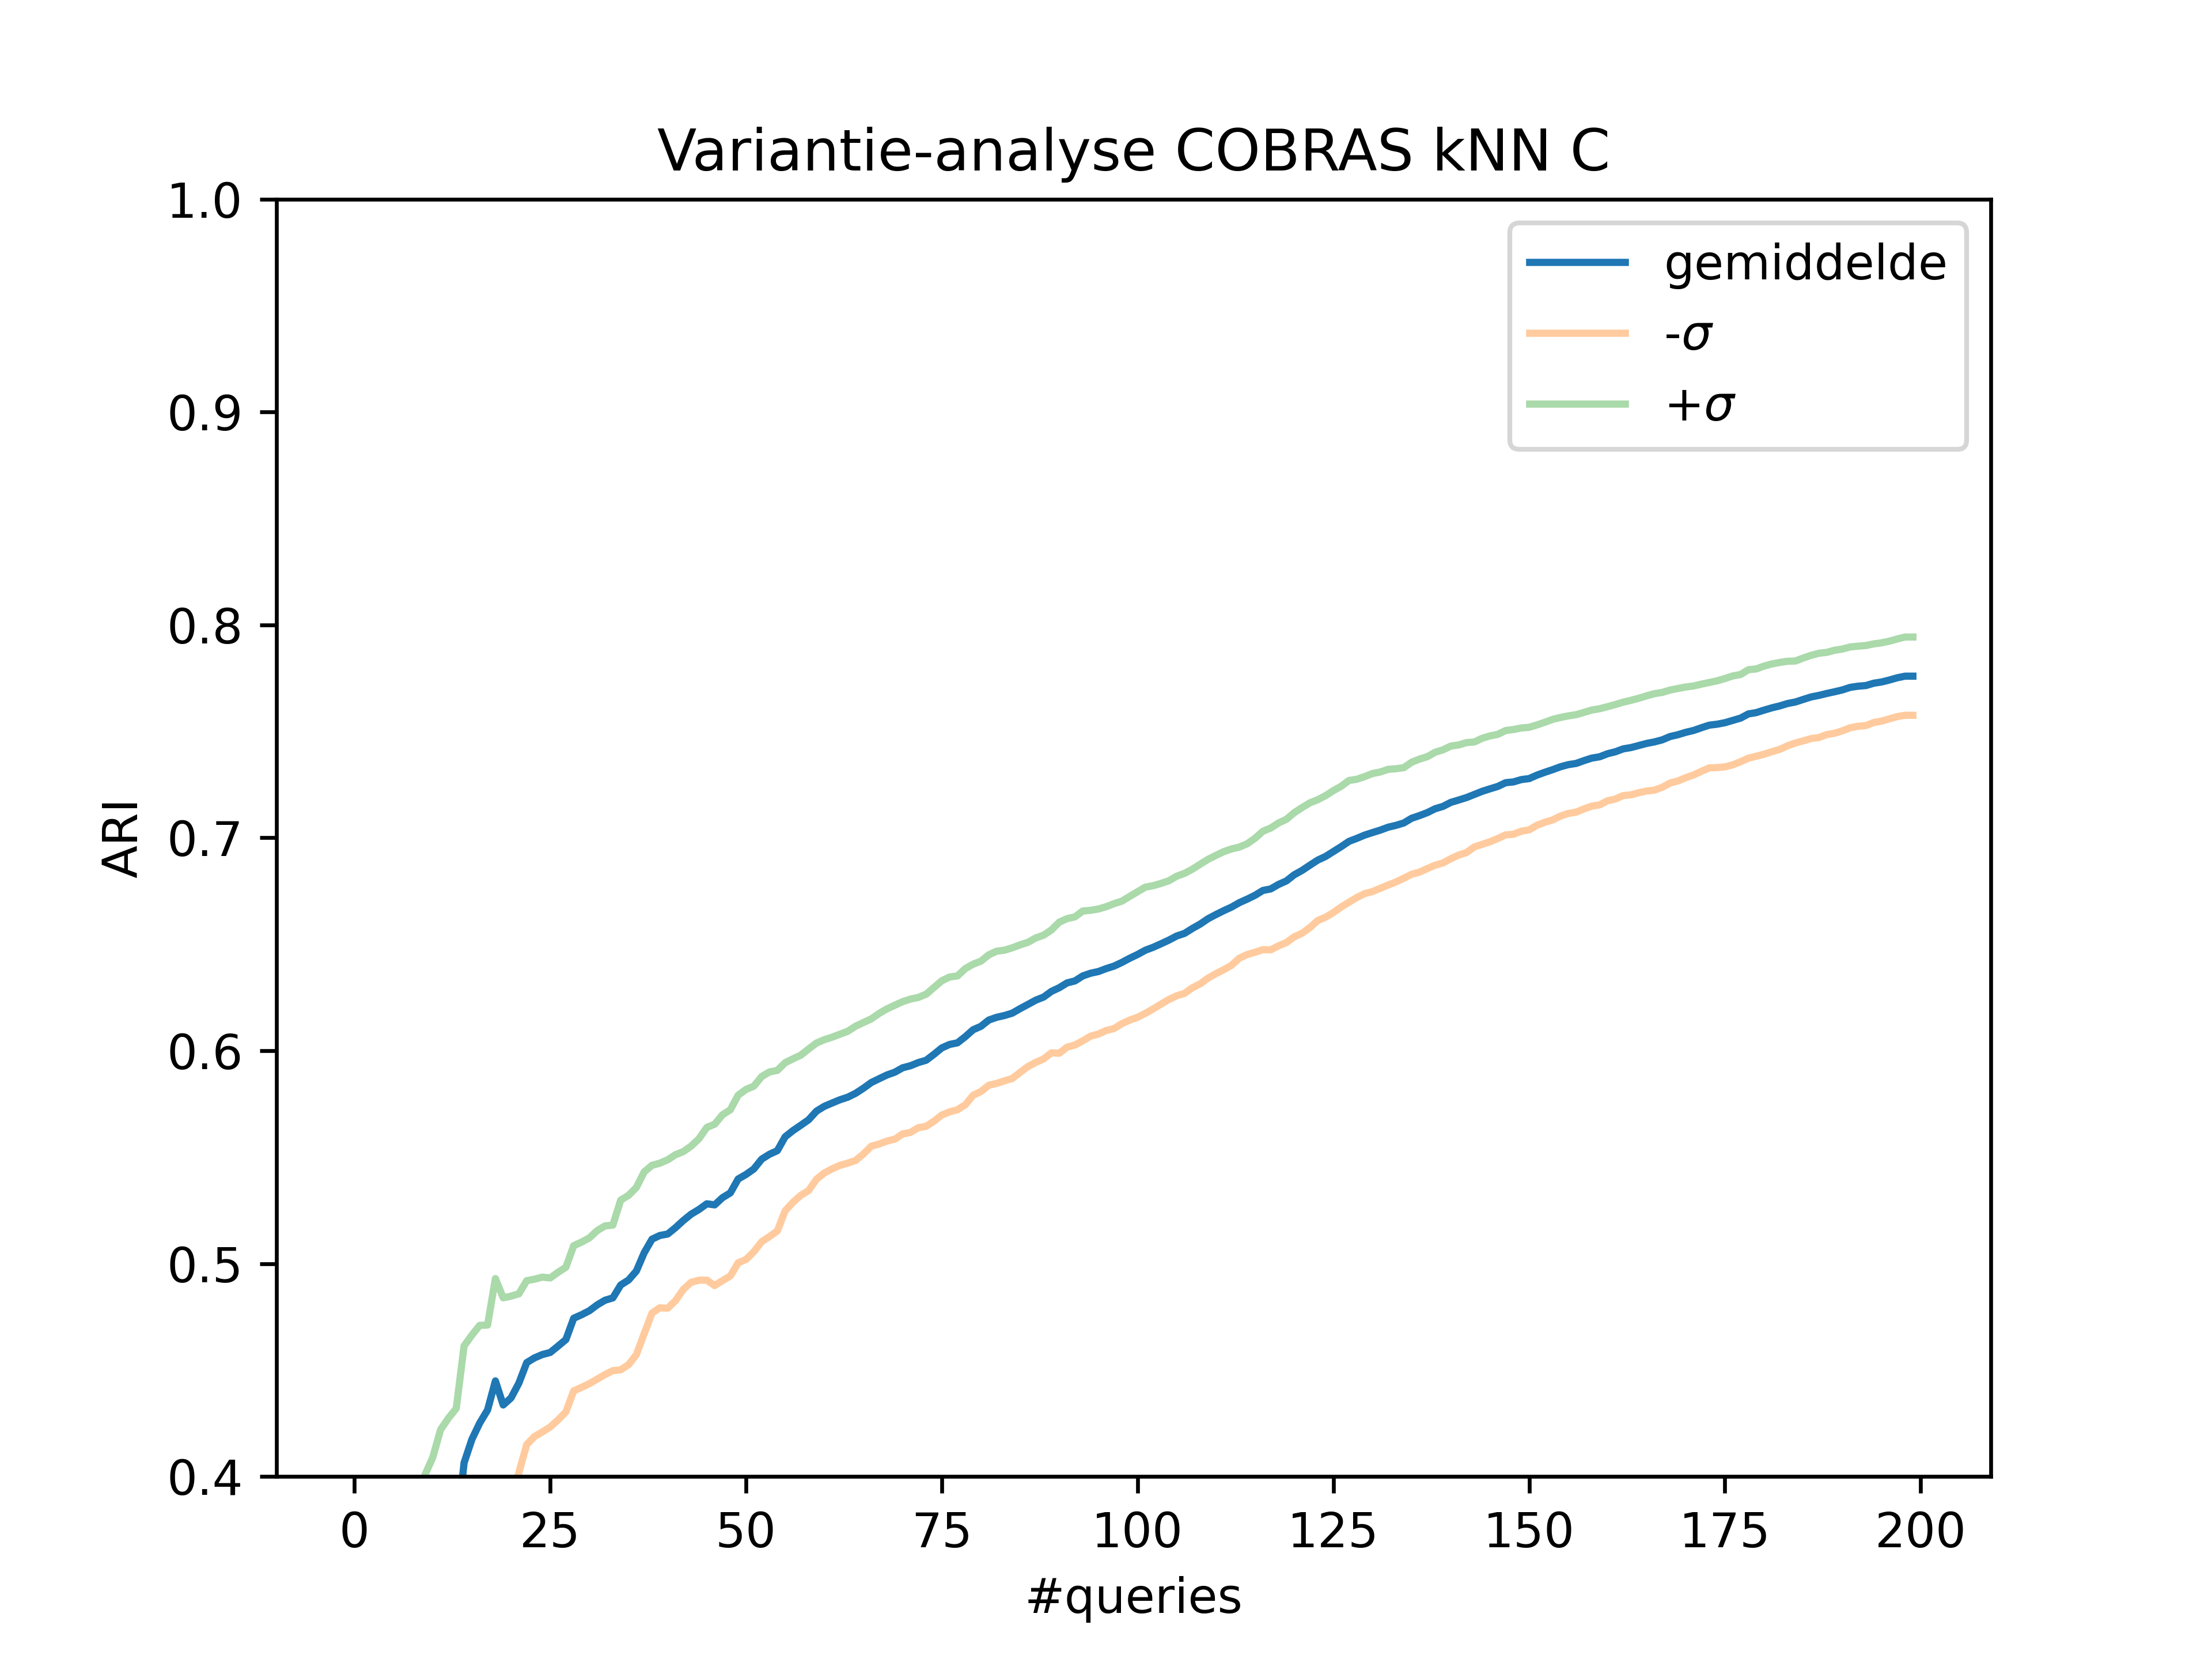 Variantie-analyse COBRAS kNN C
1.0
0.9
0.8
0.7
0.6
0.5
0.4
ARI
gemiddelde
-σ
+σ
0 25 50 75 100 125 150 175 200
#queries